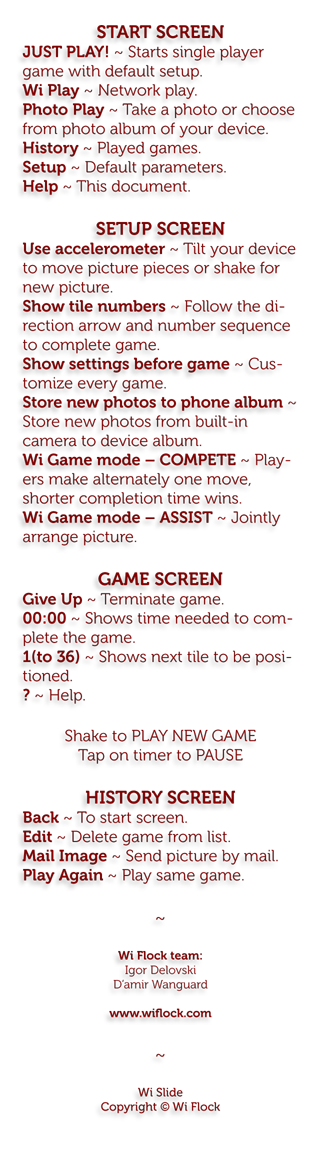 START SCREEN
JUST PLAY! ~ Starts single player
game with default setup.
Wi Play ~ Network play.
Photo Play ~ Take a photo or choose
from photo album of your device.
History ~ Played games.
Setup ~ Default parameters.
Help ~ This document.
SETUP SCREEN
Use accelerometer ~ Tilt your device
to move picture pieces or shake for
new picture.
Show tile numbers ~ Follow the di-
rection arrow and number sequence
to complete game.
Show settings before game ~ Cus-
tomize every game.
Store new photos to phone album ~
Store new photos from built-in
camera to device album.
Wi Game mode – COMPETE ~ Play-
ers make alternately one move,
shorter completion time wins.
Wi Game mode – ASSIST ~ Jointly
arrange picture.
GAME SCREEN
Give Up ~ Terminate game.
00:00 ~ Shows time needed to com-
plete the game.
1(to 36) ~ Shows next tile to be posi-
tioned.
? ~ Help.
Shake to PLAY NEW GAME
Tap on timer to PAUSE
HISTORY SCREEN
Back ~ To start screen.
Edit ~ Delete game from list.
Mail Image ~ Send picture by mail.
Play Again ~ Play same game.
~
Wi Flock team:
Igor Delovski
D'amir Wanguard
www.wiflock.com
~
Wi Slide
Copyright © Wi Flock